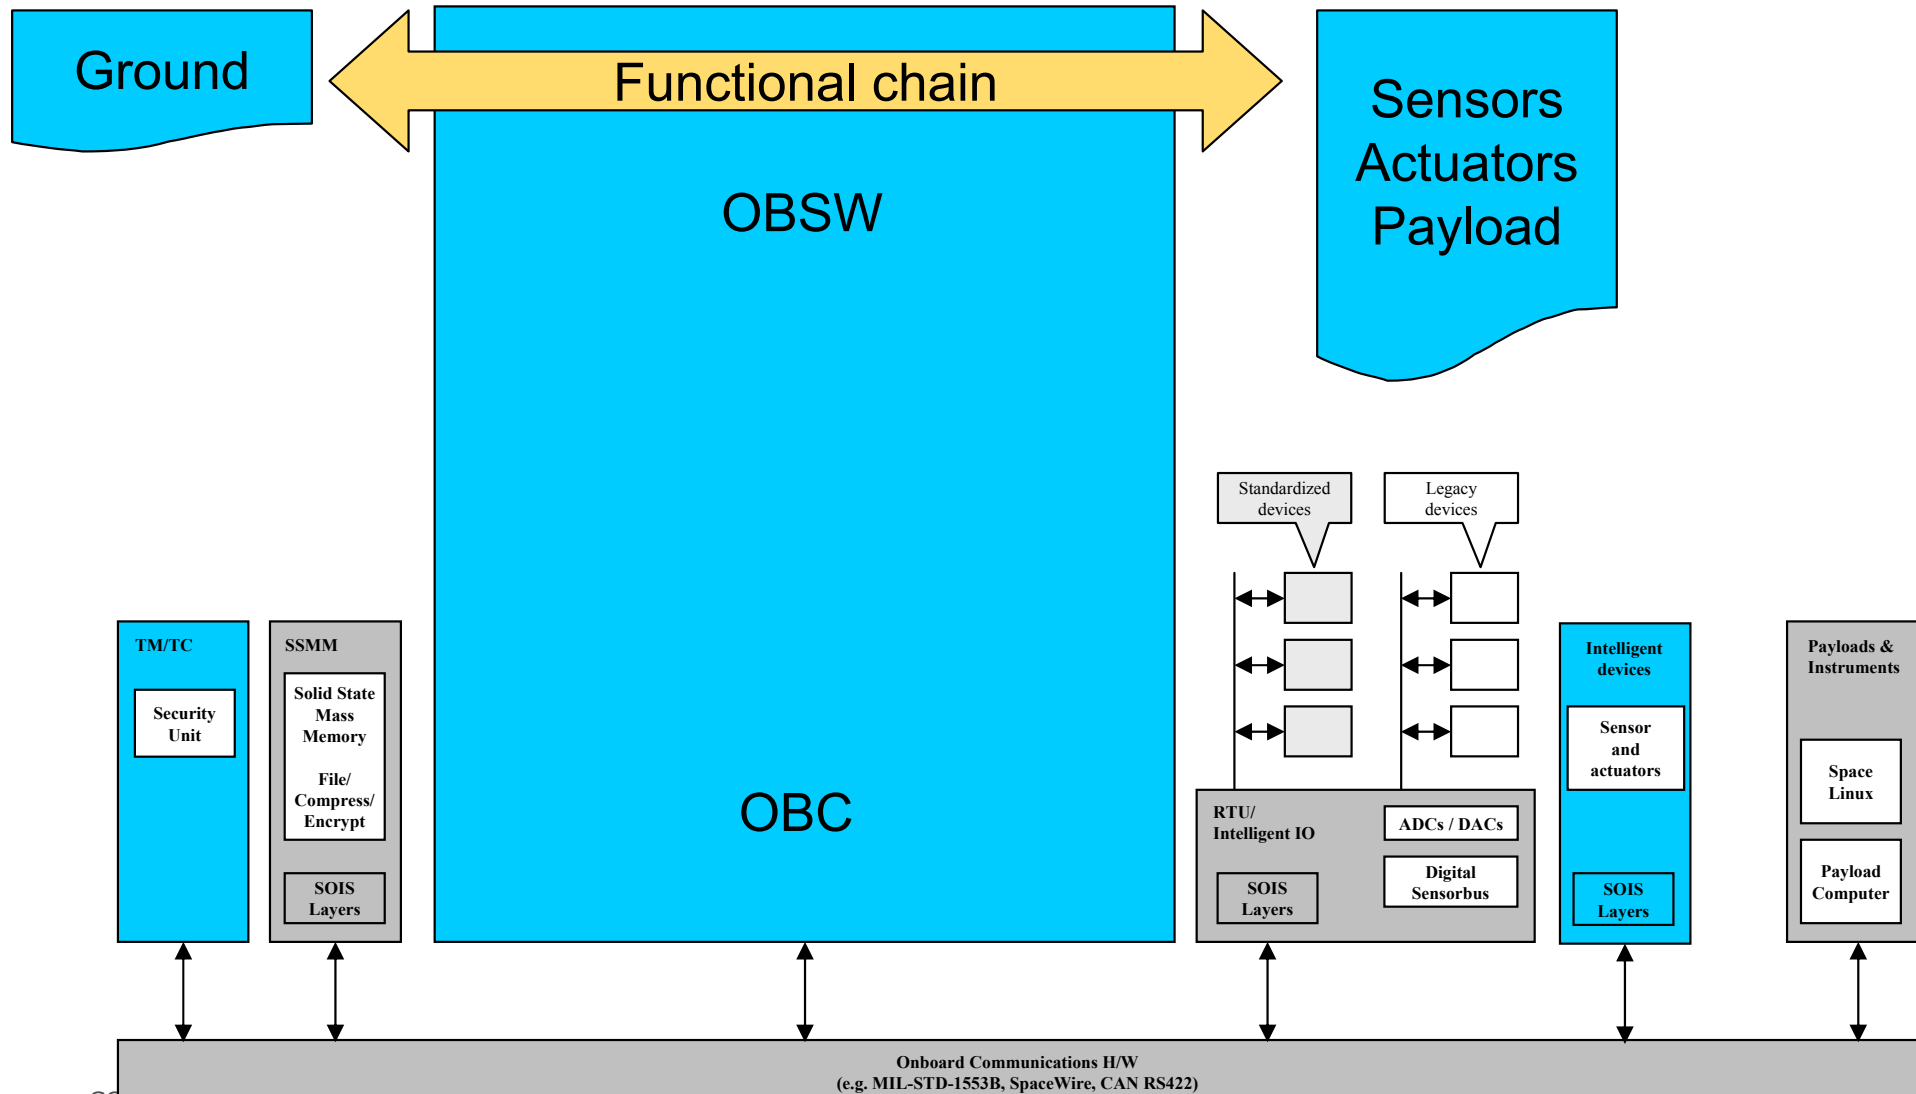 Ground
Functional chain
Sensors
Actuators
Payload
OBSW
OBC
Standardized
devices
Legacy
devices
TM/TC
Security
Unit
SSMM
Solid State
Mass
Memory
File/
Compress/
Encrypt
SOIS
Layers
RTU/
Intelligent IO
ADCs / DACs
Digital
Sensorbus
SOIS
Layers
Intelligent
devices
Sensor
and
actuators
SOIS
Layers
Payloads &
Instruments
Space
Linux
Payload
Computer
Onboard Communications H/W
(e.g. MIL-STD-1553B, SpaceWire, CAN RS422)